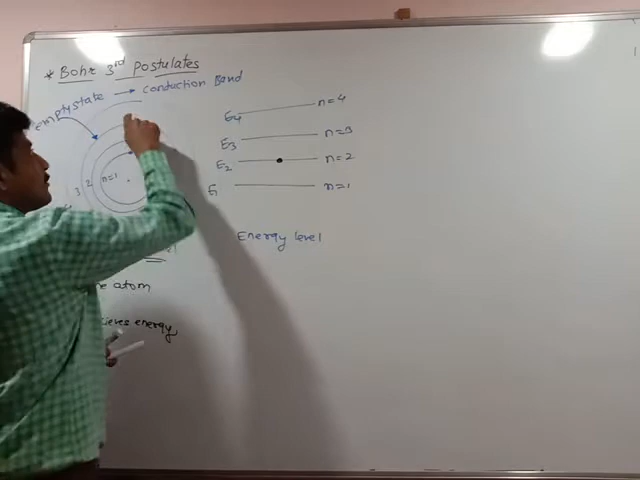 * Bohr 3rd Postulates
empty state → conduction Band
E4 n=4
E3 n=3
E2 n=2
E1 n=1
3 2 n=1
Energy level
atom
energy,